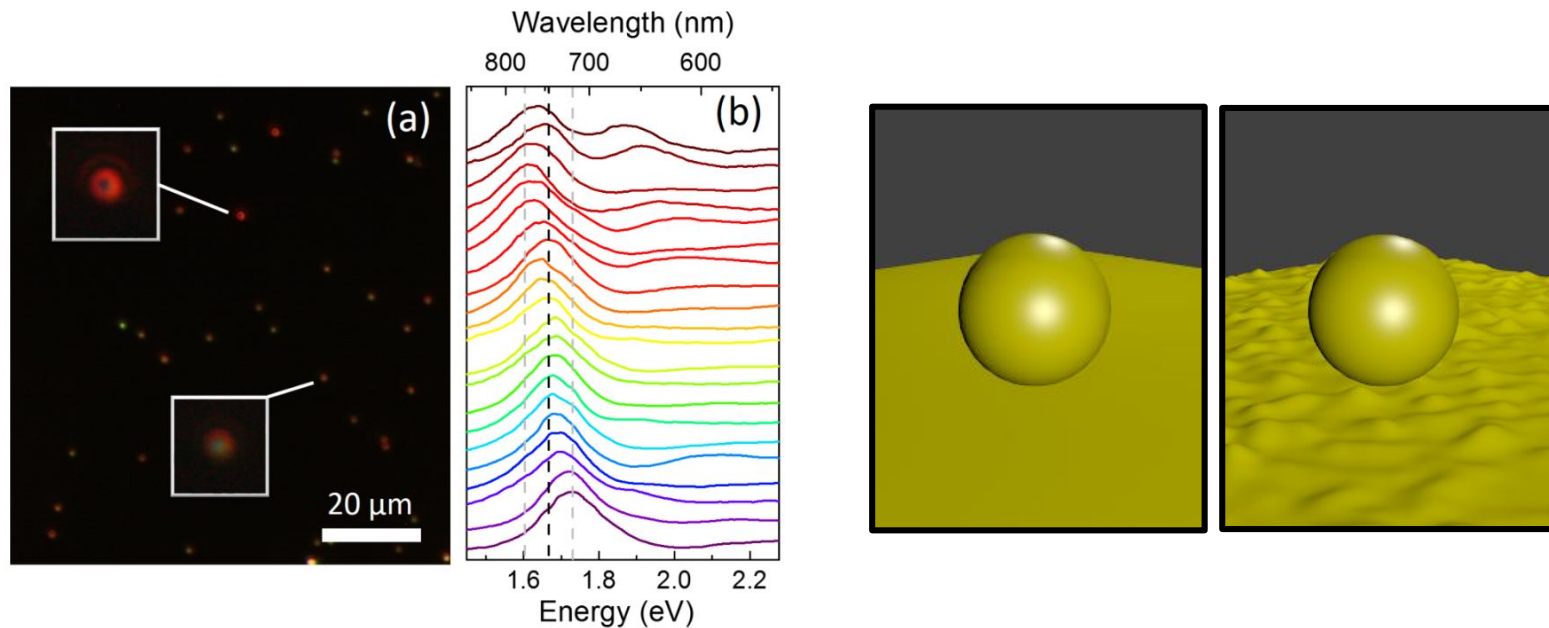 Wavelength (nm)
800 700 600
(a)
(b)
20 μm
1.6 1.8 2.0 2.2
Energy (eV)